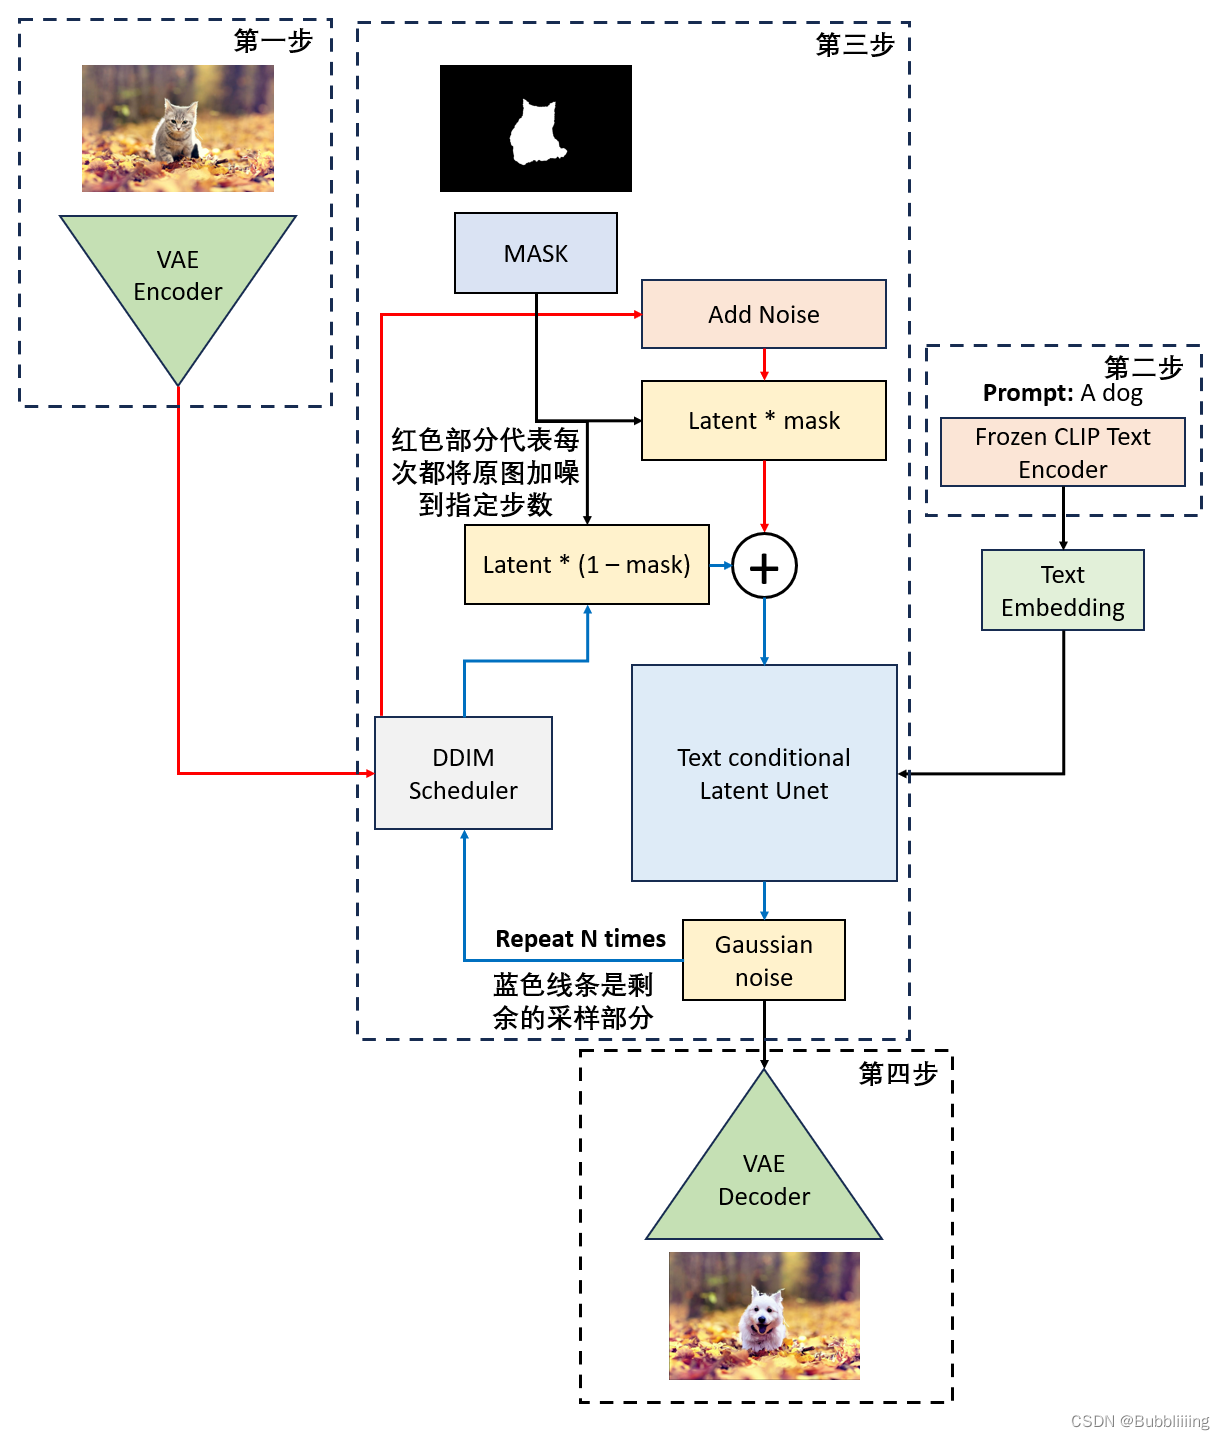 第一步
VAE
Encoder
第三步
MASK
Add Noise
Latent * mask
红色部分代表每
次都将原图加噪
到指定步数
Latent * (1 – mask)
+
第二步
Prompt: A dog
Frozen CLIP Text
Encoder
Text
Embedding
DDIM
Scheduler
Text conditional
Latent Unet
Repeat N times
蓝色线条是剩
余的采样部分
Gaussian
noise
第四步
VAE
Decoder
CSDN @Bubbliiiing